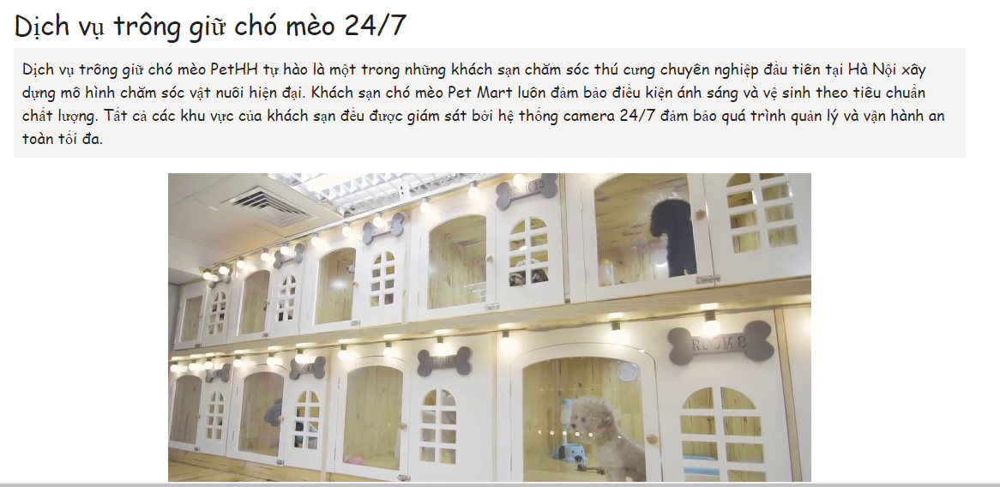 Dịch vụ trông giữ chó mèo 24/7
Dịch vụ trông giữ chó mèo PetHH tự hào là một trong những khách sạn chăm sóc thú cưng chuyên nghiệp đầu tiên tại Hà Nội xây
dựng mô hình chăm sóc vật nuôi hiện đại. Khách sạn chó mèo Pet Mart luôn đảm bảo điều kiện ánh sáng và vệ sinh theo tiêu chuẩn
chất lượng. Tất cả các khu vực của khách sạn đều được giám sát bởi hệ thống camera 24/7 đảm bảo quá trình quản lý và vận hành an
toàn tối đa.
ROOM 13
ROOM 8